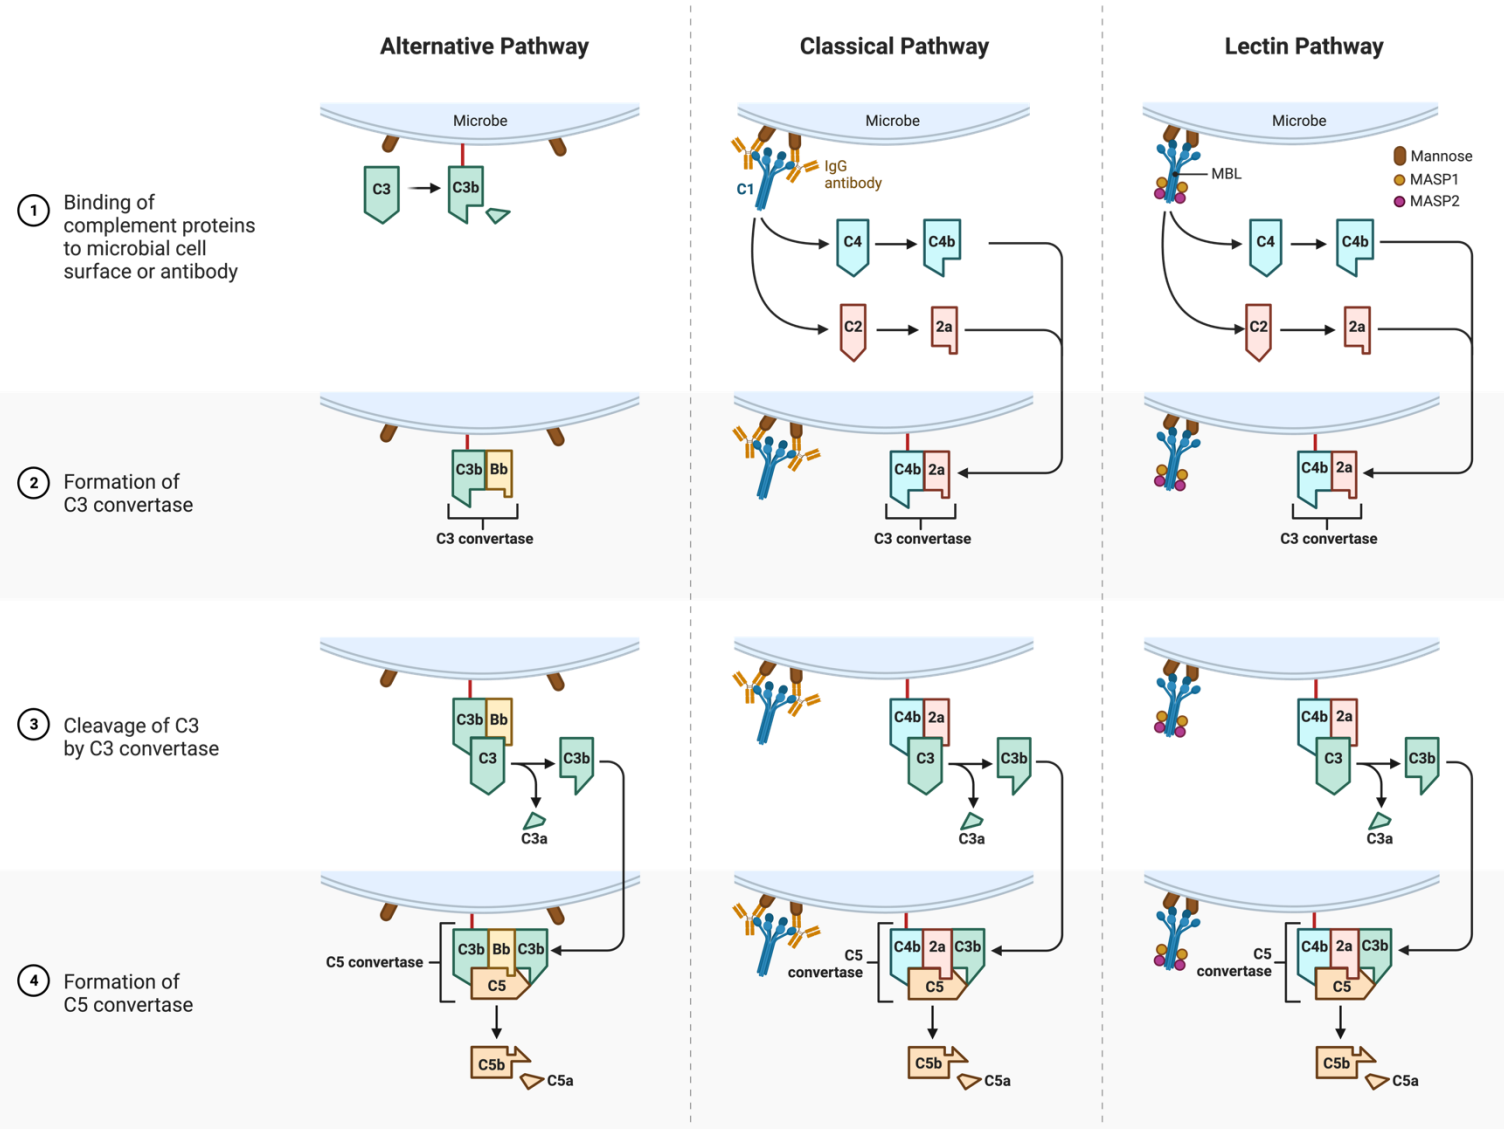 Alternative Pathway
Classical Pathway
Lectin Pathway
1
Binding of
complement proteins
to microbial cell
surface or antibody
Microbe
C3
C3b
Microbe
IgG
antibody
C1
C4
C4b
C2
2a
Microbe
MBL
Mannose
MASP1
MASP2
C4
C4b
C2
2a
2
Formation of
C3 convertase
C3b
Bb
C3 convertase
C4b
2a
C3 convertase
C4b
2a
C3 convertase
3
Cleavage of C3
by C3 convertase
C3b
Bb
C3
C3b
C3a
C4b
2a
C3
C3b
C3a
C4b
2a
C3
C3b
C3a
4
Formation of
C5 convertase
C5 convertase
C3b
Bb
C3b
C5
C5b
C5a
C5
convertase
C4b
2a
C3b
C5
C5b
C5a
C5
convertase
C4b
2a
C3b
C5
C5b
C5a